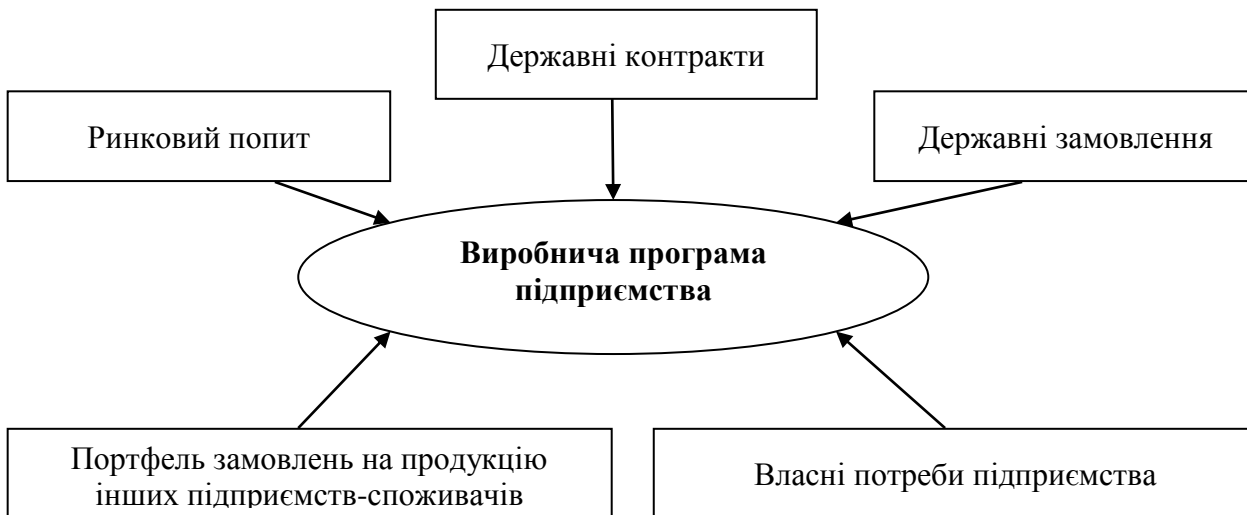 Державні контракти
Ринковий попит
Державні замовлення
Виробнича програма
підприємства
Портфель замовлень на продукцію
інших підприємств-споживачів
Власні потреби підприємства